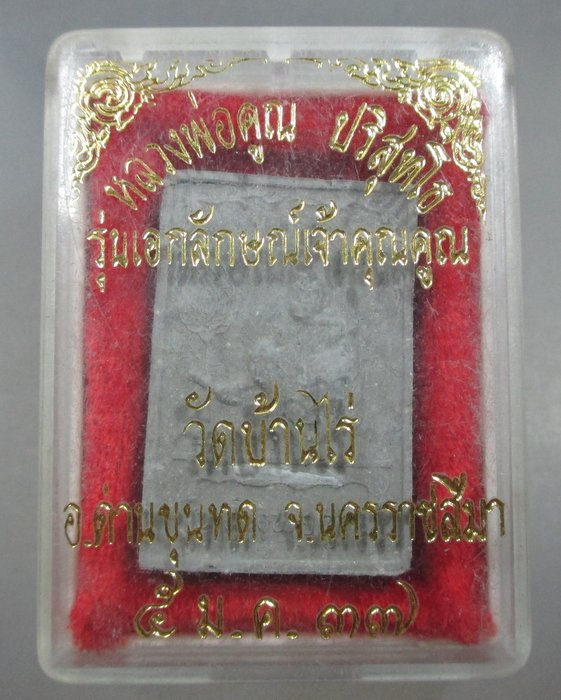 หลวงพ่อคูณ ปริสุทโธ
รุ่นเอกลักษณ์เจ้าคุณคูณ
วัดบ้านไร่
อ.ด่านขุนทด จ.นครราชสีมา
๕ ม.ค. ๓๗